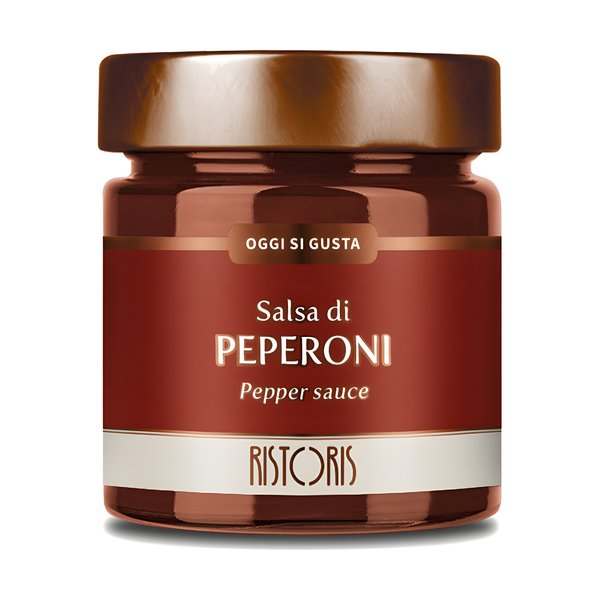 OGGI SI GUSTA
Salsa di
PEPERONI
Pepper sauce
RISTORIS